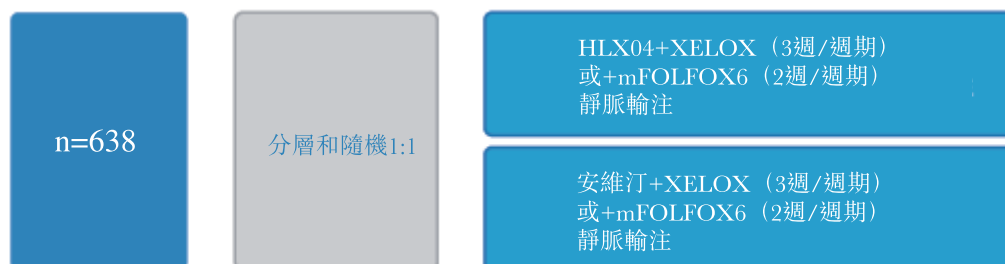 n=638
分層和隨機1:1
HLX04+XELOX（3週/週期）
或+mFOLFOX6（2週/週期）
靜脈輸注
安維汀+XELOX（3週/週期）
或+mFOLFOX6（2週/週期）
靜脈輸注